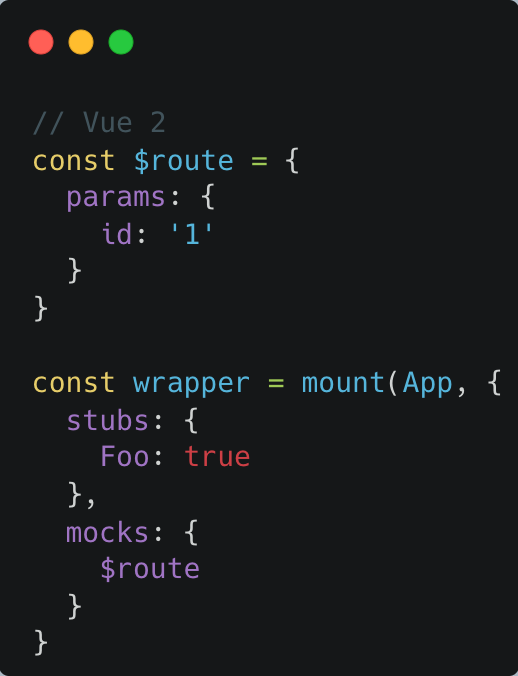 // Vue 2
const $route = {
  params: {
    id: '1'
  }
}

const wrapper = mount(App, {
  stubs: {
    Foo: true
  },
  mocks: {
    $route
  }
}